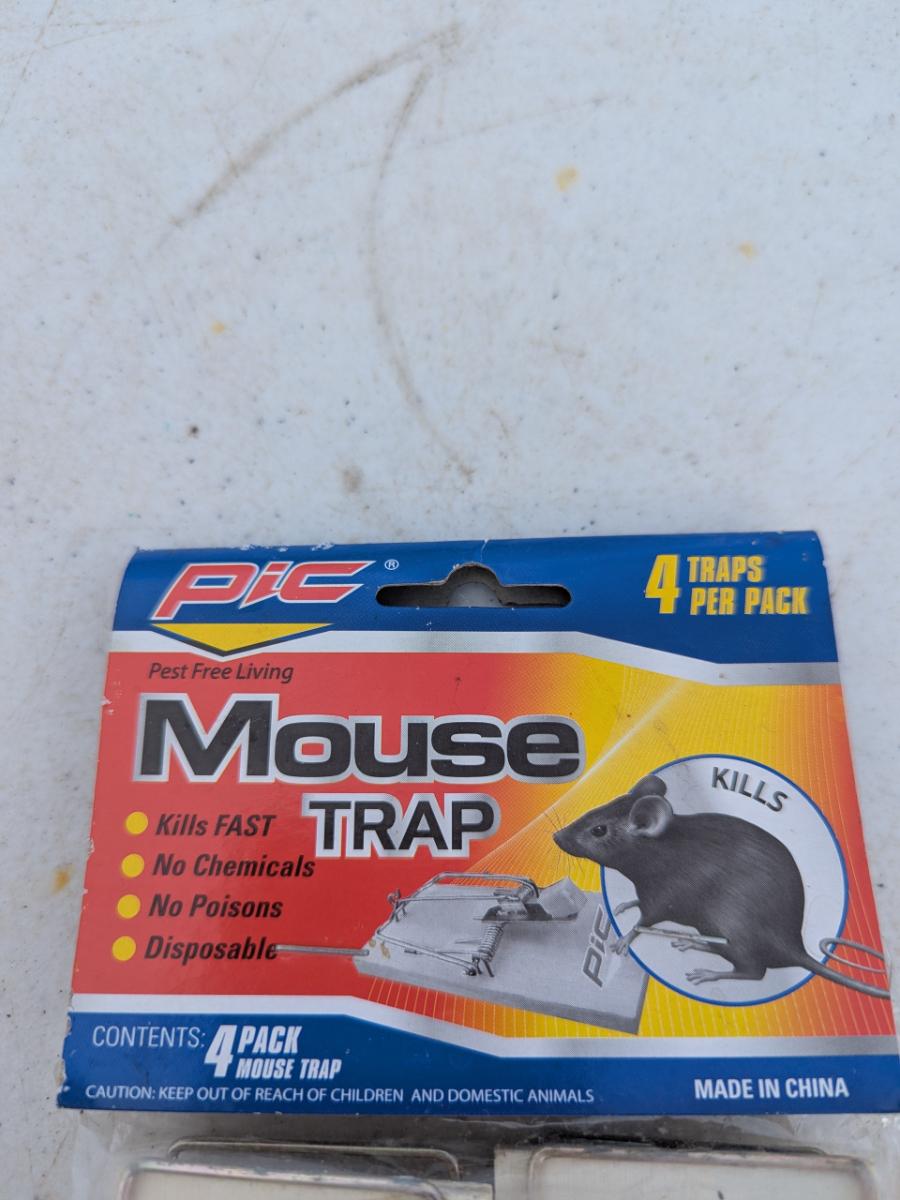 PiC®
4 TRAPS
PER PACK
Pest Free Living
MOUSE
TRAP
KILLS
Kills FAST
No Chemicals
No Poisons
Disposable
PiC
CONTENTS: 4 PACK
MOUSE TRAP
CAUTION: KEEP OUT OF REACH OF CHILDREN AND DOMESTIC ANIMALS
MADE IN CHINA